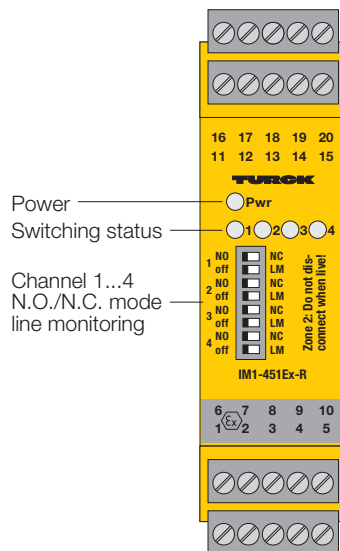 16 17 18 19 20
11 12 13 14 15
TURCK
Power
Pwr
Switching status
1 2 3 4
Channel 1...4
N.O./N.C. mode
line monitoring
1 NO NC
off LM
2 NO NC
off LM
3 NO NC
off LM
4 NO NC
off LM
Zone 2: Do not dis-
connect when live!
IM1-451Ex-R
6 7 8 9 10
Ex
1 2 3 4 5